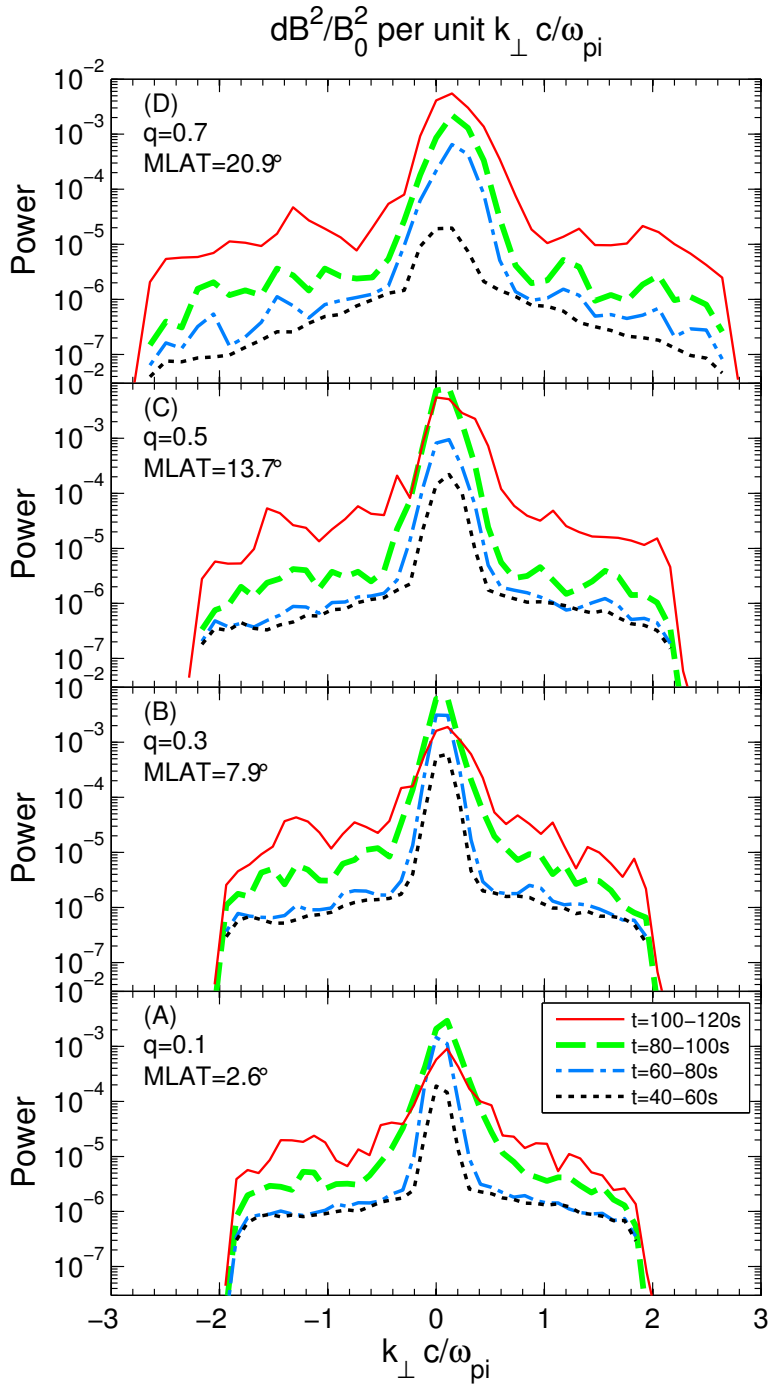 dB²/B₀² per unit k⊥ c/ωpi
10⁻²
10⁻³
10⁻⁴
10⁻⁵
10⁻⁶
10⁻⁷
Power
(D)
q=0.7
MLAT=20.9°
10⁻²
10⁻³
10⁻⁴
10⁻⁵
10⁻⁶
10⁻⁷
Power
(C)
q=0.5
MLAT=13.7°
10⁻²
10⁻³
10⁻⁴
10⁻⁵
10⁻⁶
10⁻⁷
Power
(B)
q=0.3
MLAT=7.9°
10⁻²
10⁻³
10⁻⁴
10⁻⁵
10⁻⁶
10⁻⁷
Power
(A)
q=0.1
MLAT=2.6°
t=100−120s
t=80−100s
t=60−80s
t=40−60s
−3 −2 −1 0 1 2 3
k⊥ c/ωpi